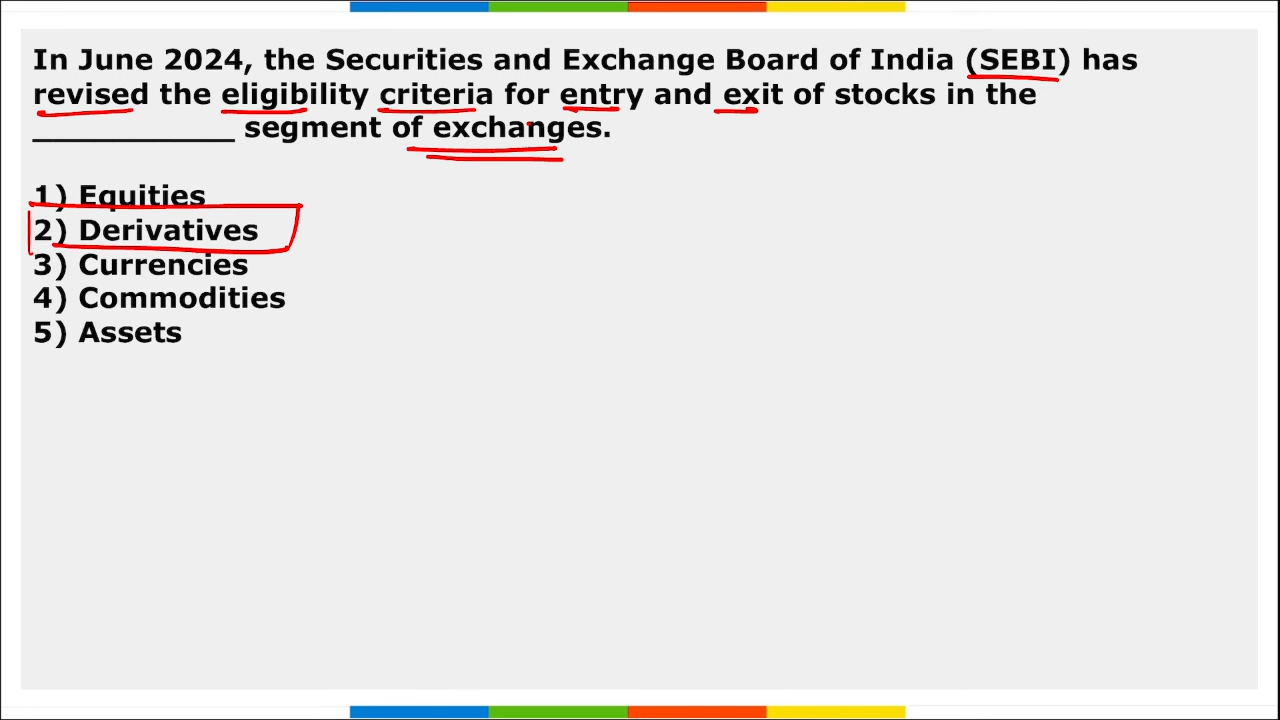 In June 2024, the Securities and Exchange Board of India (SEBI) has
revised the eligibility criteria for entry and exit of stocks in the
____________ segment of exchanges.
1) Equities
2) Derivatives
3) Currencies
4) Commodities
5) Assets